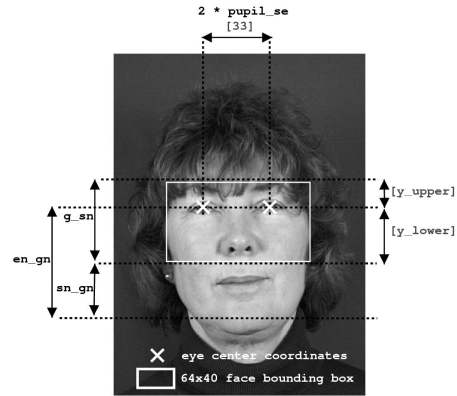 2 * pupil_se
[33]
[y_upper]
g_sn
[y_lower]
en_gn
sn_gn
eye center coordinates
64x40 face bounding box